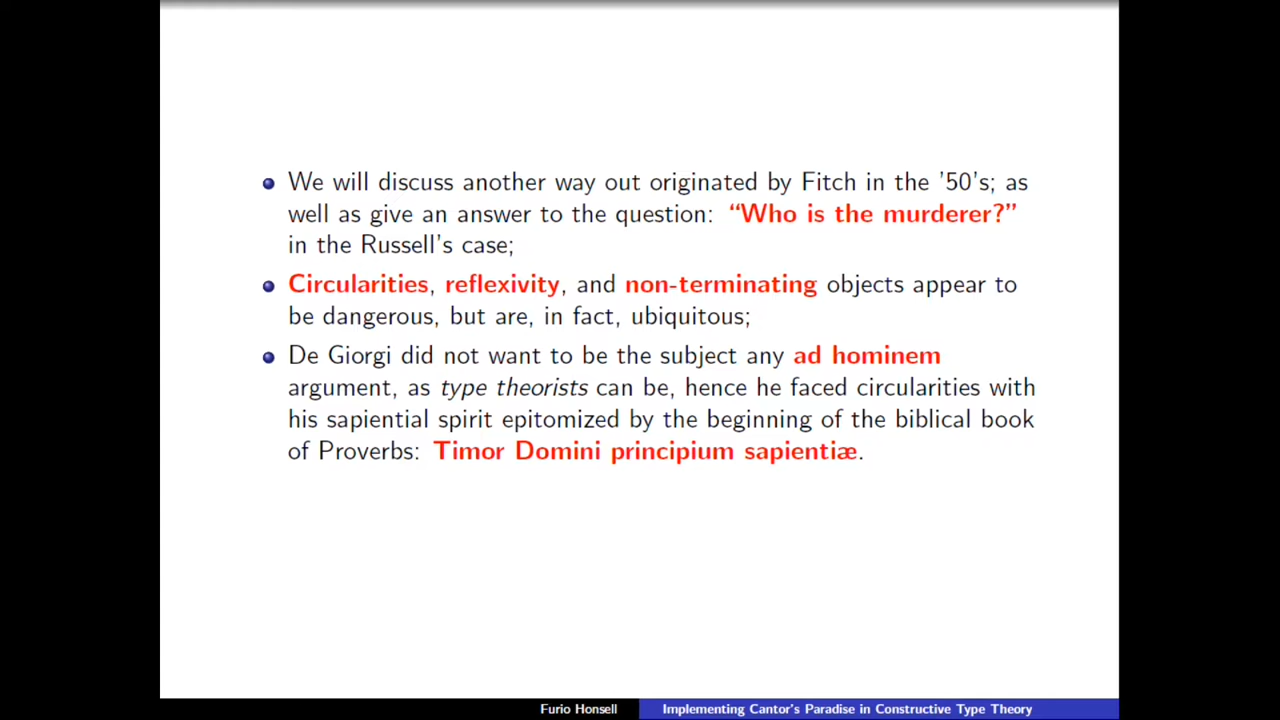 We will discuss another way out originated by Fitch in the '50's; as
well as give an answer to the question: “Who is the murderer?”
in the Russell's case;
Circularities, reflexivity, and non-terminating objects appear to
be dangerous, but are, in fact, ubiquitous;
De Giorgi did not want to be the subject any ad hominem
argument, as type theorists can be, hence he faced circularities with
his sapiential spirit epitomized by the beginning of the biblical book
of Proverbs: Timor Domini principium sapientiæ.
Furio Honsell Implementing Cantor's Paradise in Constructive Type Theory